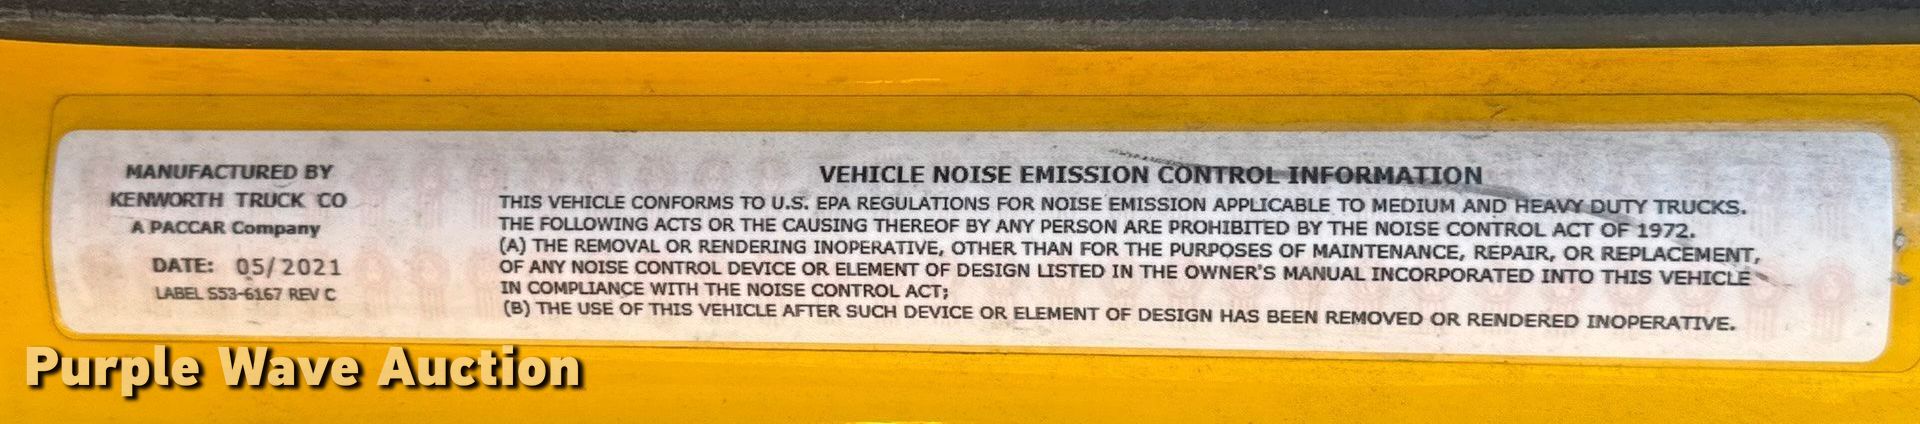 MANUFACTURED BY
KENWORTH TRUCK CO
A PACCAR Company
DATE: 05/2021
LABEL S53-6167 REV C
VEHICLE NOISE EMISSION CONTROL INFORMATION
THIS VEHICLE CONFORMS TO U.S. EPA REGULATIONS FOR NOISE EMISSION APPLICABLE TO MEDIUM AND HEAVY DUTY TRUCKS.
THE FOLLOWING ACTS OR THE CAUSING THEREOF BY ANY PERSON ARE PROHIBITED BY THE NOISE CONTROL ACT OF 1972.
(A) THE REMOVAL OR RENDERING INOPERATIVE, OTHER THAN FOR THE PURPOSES OF MAINTENANCE, REPAIR, OR REPLACEMENT,
OF ANY NOISE CONTROL DEVICE OR ELEMENT OF DESIGN LISTED IN THE OWNER'S MANUAL INCORPORATED INTO THIS VEHICLE
IN COMPLIANCE WITH THE NOISE CONTROL ACT;
(B) THE USE OF THIS VEHICLE AFTER SUCH DEVICE OR ELEMENT OF DESIGN HAS BEEN REMOVED OR RENDERED INOPERATIVE.
Purple Wave Auction